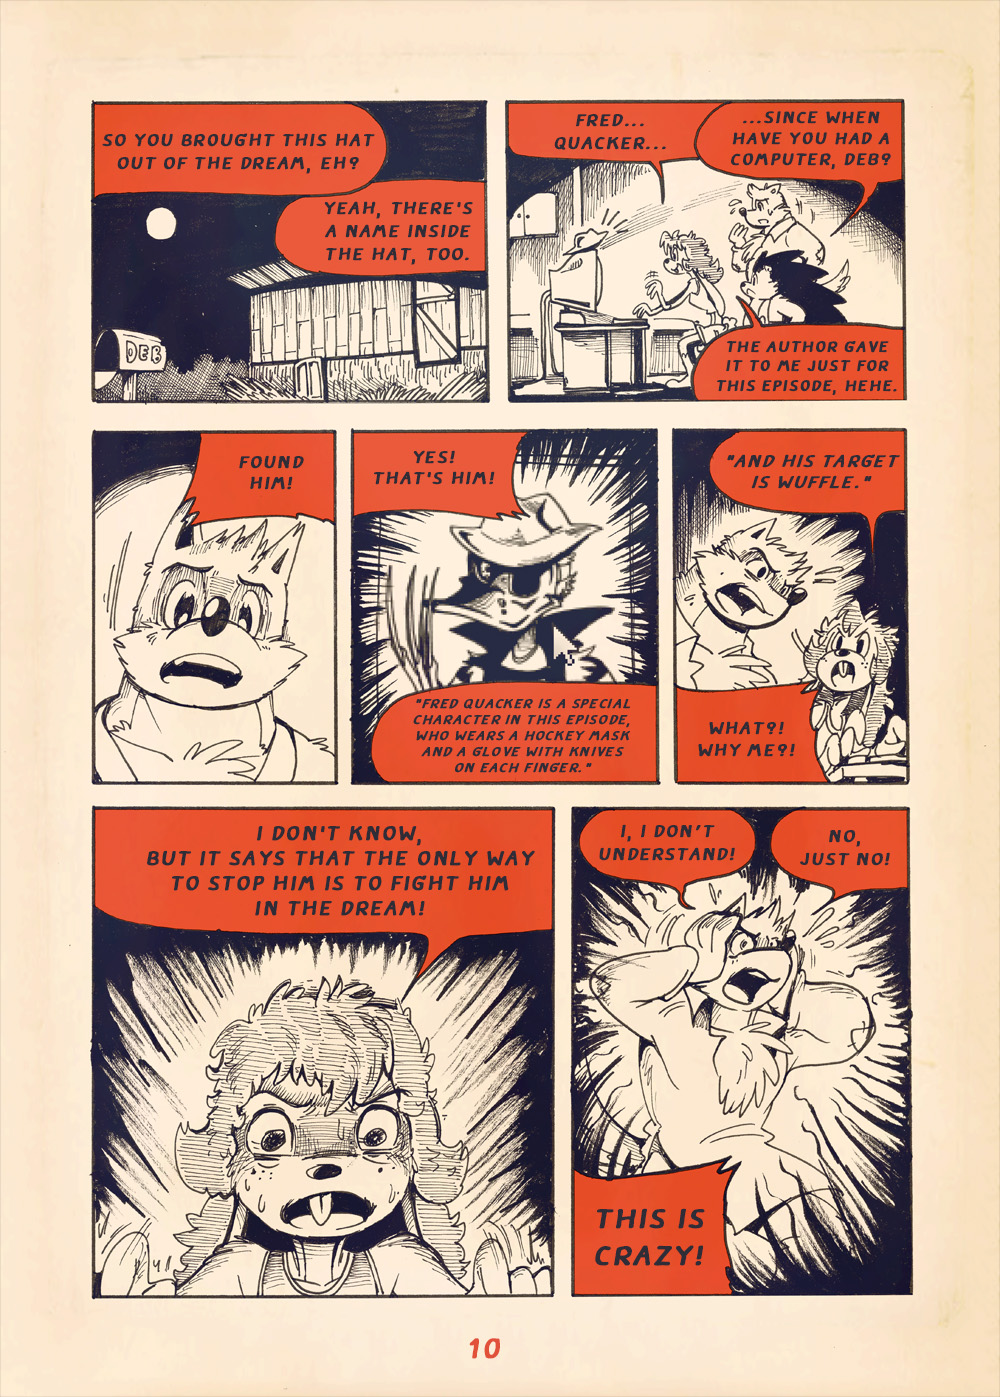 SO YOU BROUGHT THIS HAT
OUT OF THE DREAM, EH?
YEAH, THERE'S
A NAME INSIDE
THE HAT, TOO.
DEB
FRED...
QUACKER...
...SINCE WHEN
HAVE YOU HAD A
COMPUTER, DEB?
THE AUTHOR GAVE
IT TO ME JUST FOR
THIS EPISODE, HEHE.
FOUND
HIM!
YES!
THAT'S HIM!
"FRED QUACKER IS A SPECIAL
CHARACTER IN THIS EPISODE,
WHO WEARS A HOCKEY MASK
AND A GLOVE WITH KNIVES
ON EACH FINGER."
"AND HIS TARGET
IS WUFFLE."
WHAT?!
WHY ME?!
I DON'T KNOW,
BUT IT SAYS THAT THE ONLY WAY
TO STOP HIM IS TO FIGHT HIM
IN THE DREAM!
I, I DON'T
UNDERSTAND!
NO,
JUST NO!
THIS IS
CRAZY!
10